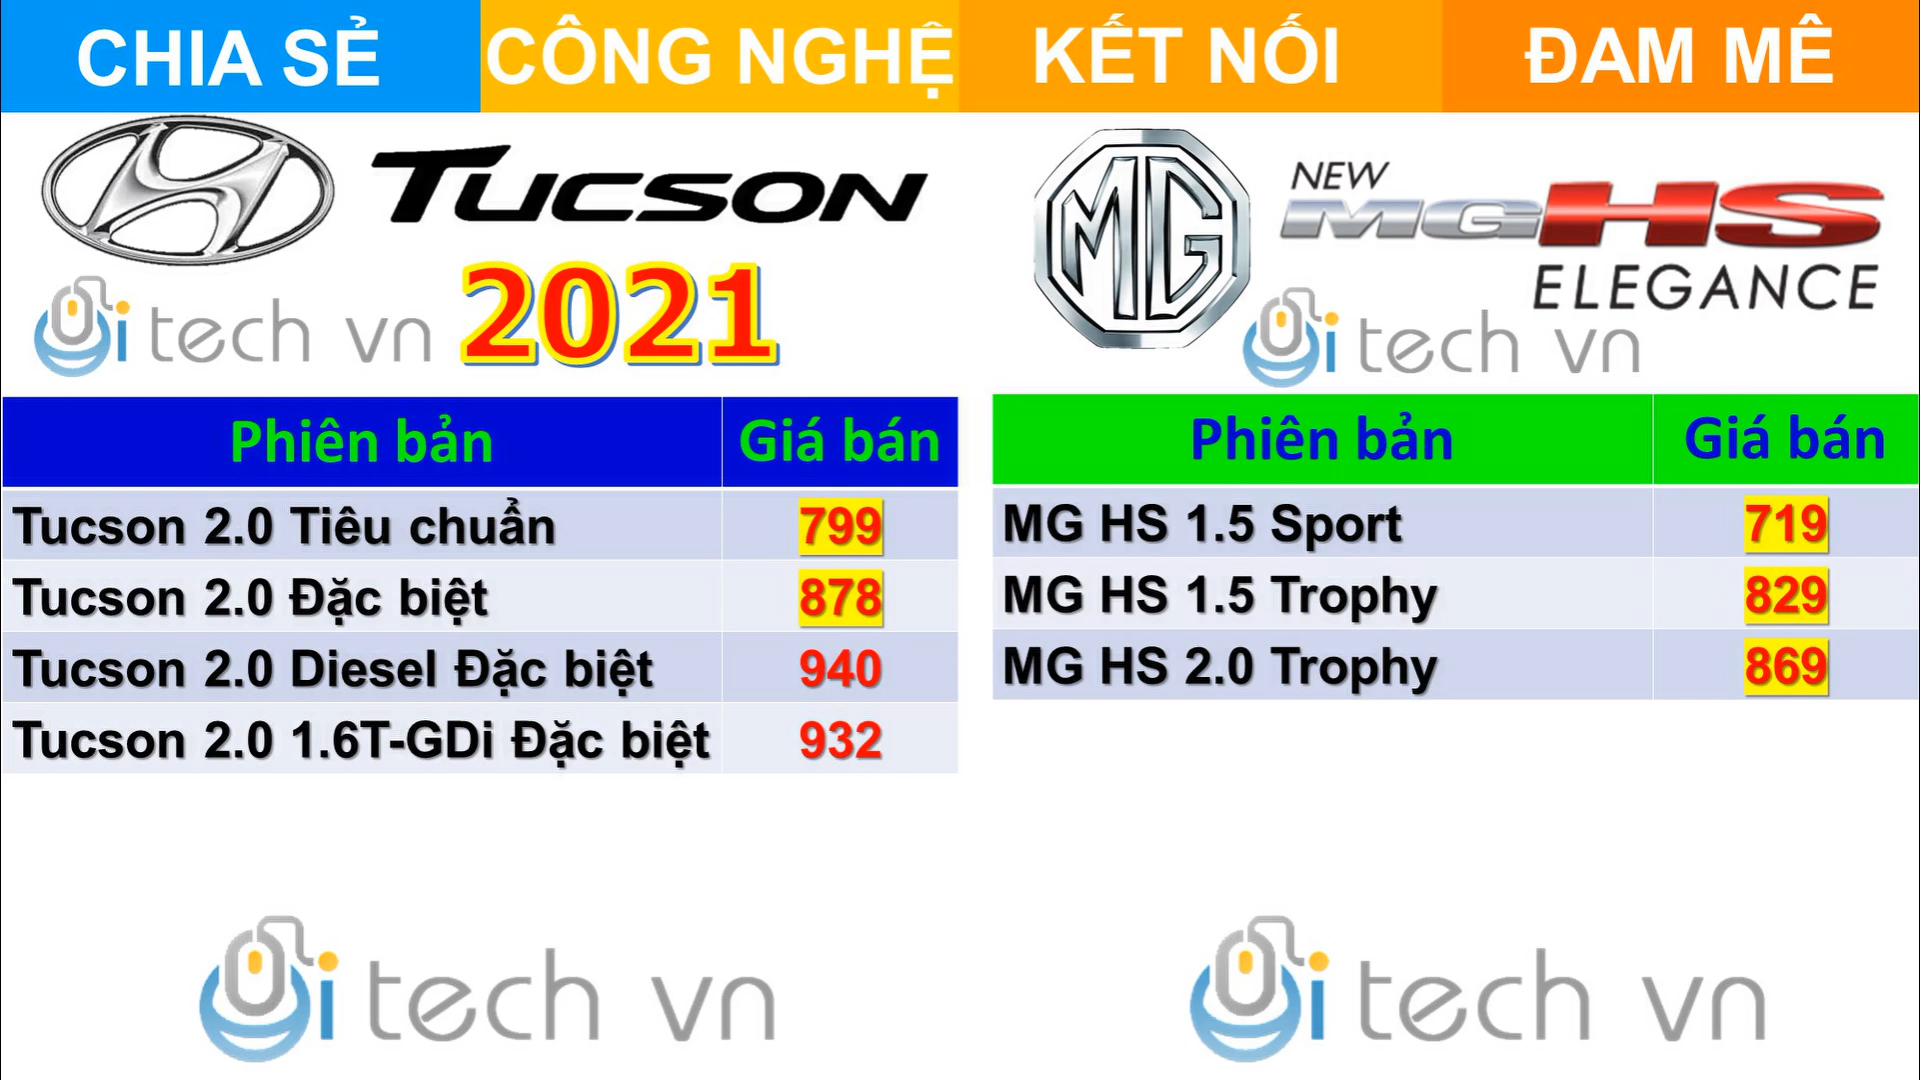 CHIA SẺ CÔNG NGHỆ KẾT NỐI ĐAM MÊ
TUCSON
2021
i tech vn
MG
NEW
MG HS
ELEGANCE
i tech vn
Phiên bản Giá bán
Tucson 2.0 Tiêu chuẩn 799
Tucson 2.0 Đặc biệt 878
Tucson 2.0 Diesel Đặc biệt 940
Tucson 2.0 1.6T-GDi Đặc biệt 932
Phiên bản Giá bán
MG HS 1.5 Sport 719
MG HS 1.5 Trophy 829
MG HS 2.0 Trophy 869
i tech vn
i tech vn